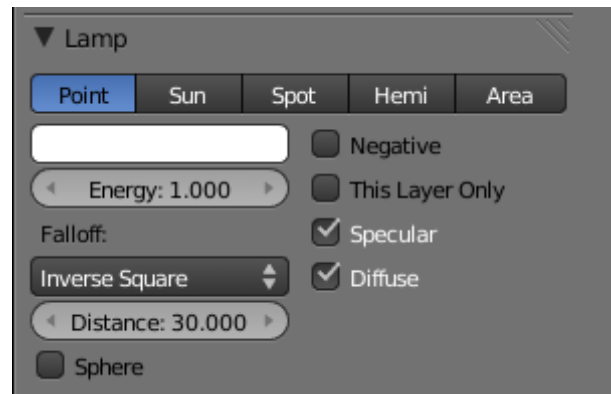 Lamp
Point Sun Spot Hemi Area
Negative
Energy: 1.000 This Layer Only
Falloff: Specular
Inverse Square Diffuse
Distance: 30.000
Sphere